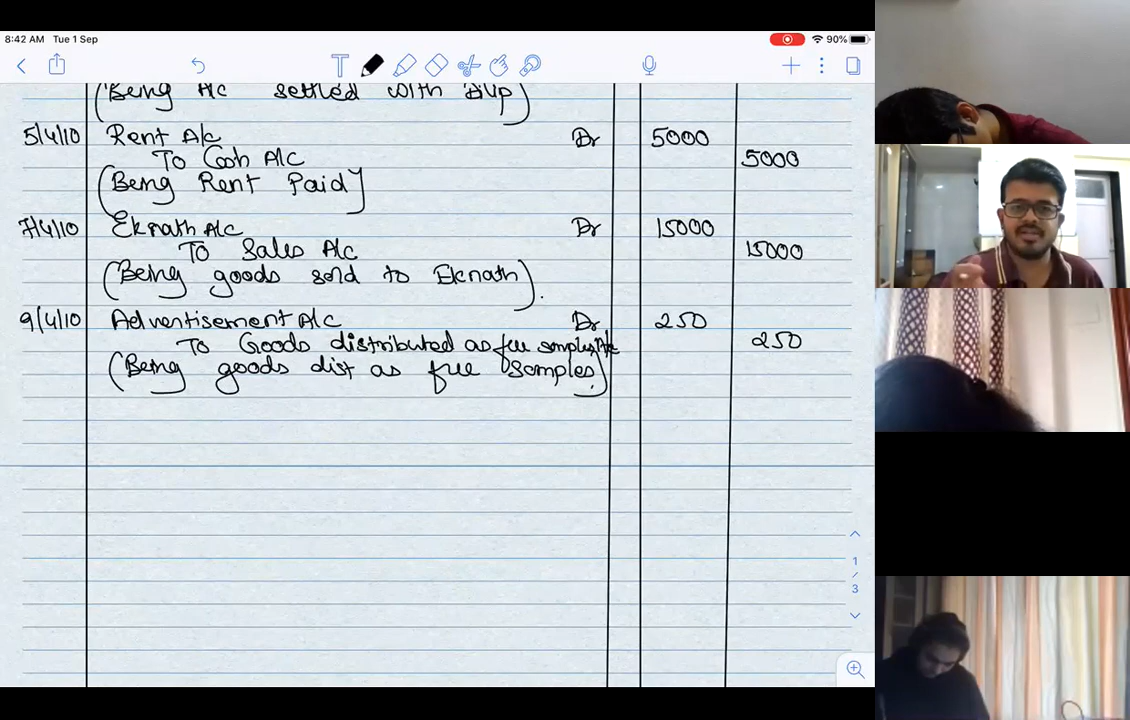 8:42 AM Tue 1 Sep
90%
(Being A/c settled with Dilip)
5/4/10 Rent A/c Dr 5000
To Cash A/c 5000
(Being Rent Paid)
7/4/10 Eknath A/c Dr 15000
To Sales A/c 15000
(Being goods sold to Eknath).
9/4/10 Advertisement A/c Dr 250
To Goods distributed as free samples A/c 250
(Being goods dist as free samples.)
1
/
3